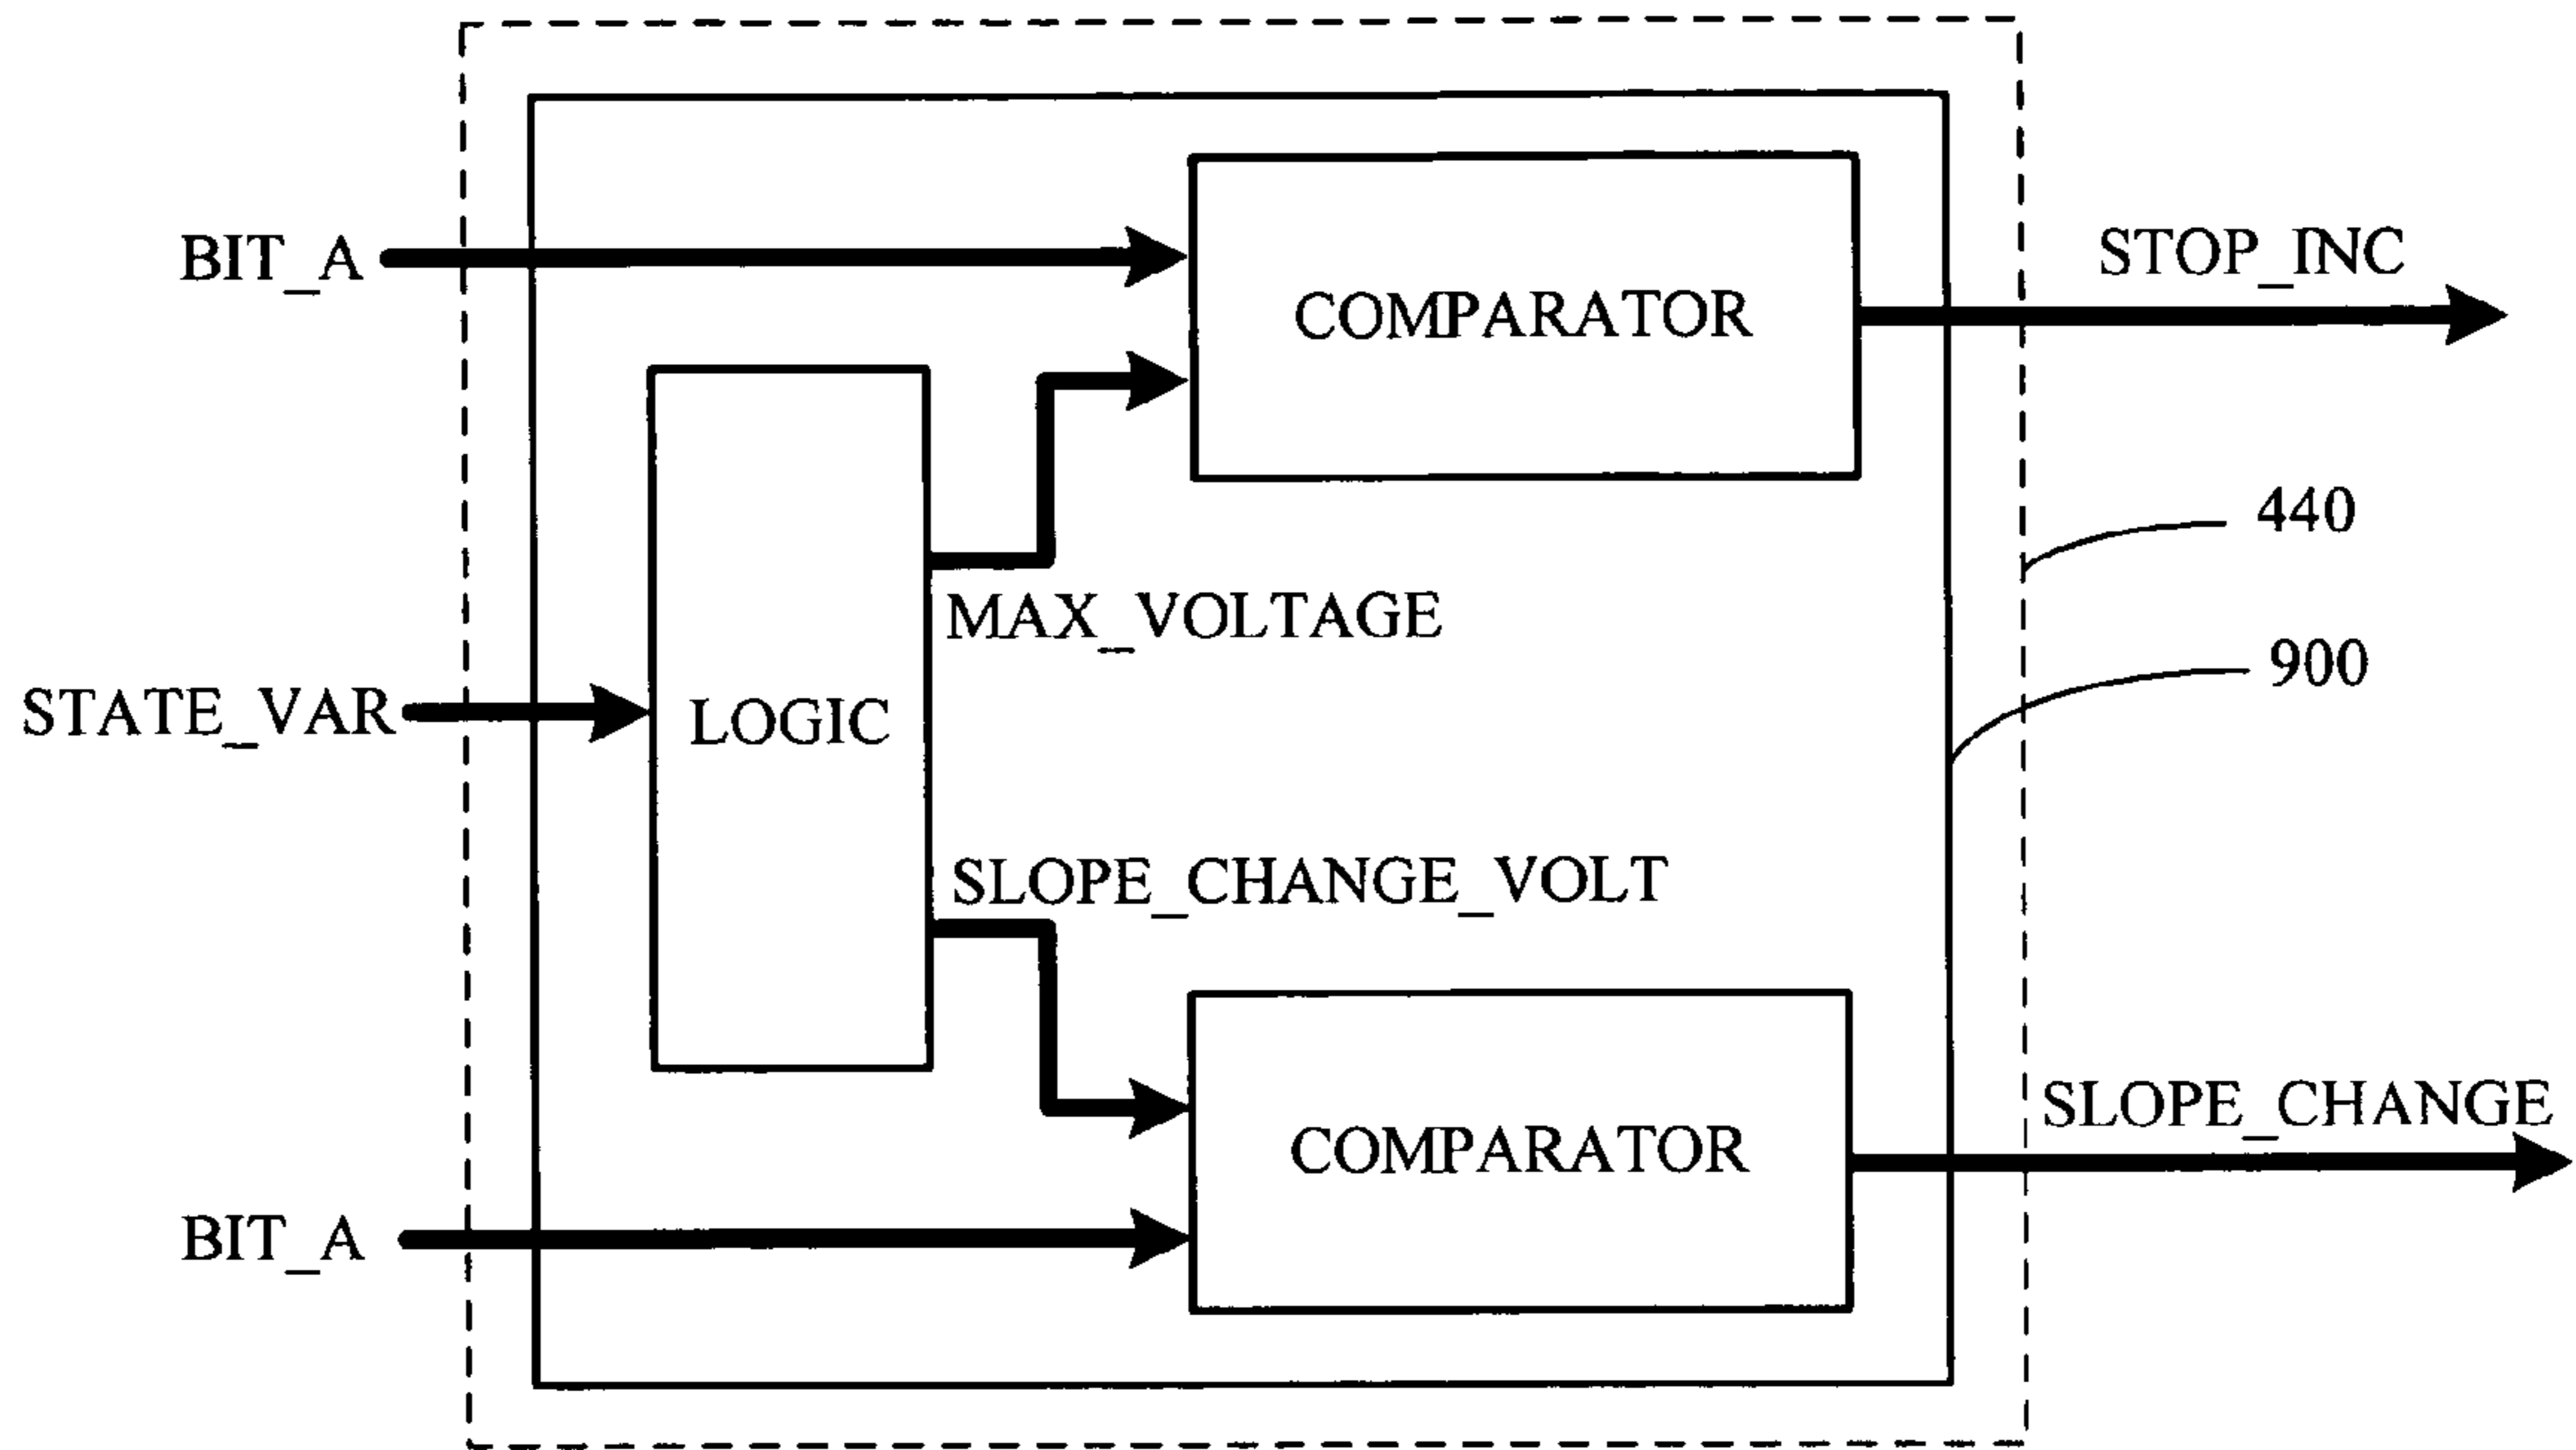 BIT_A
COMPARATOR
STOP_INC
440
MAX_VOLTAGE
900
STATE_VAR
LOGIC
SLOPE_CHANGE_VOLT
SLOPE_CHANGE
COMPARATOR
BIT_A